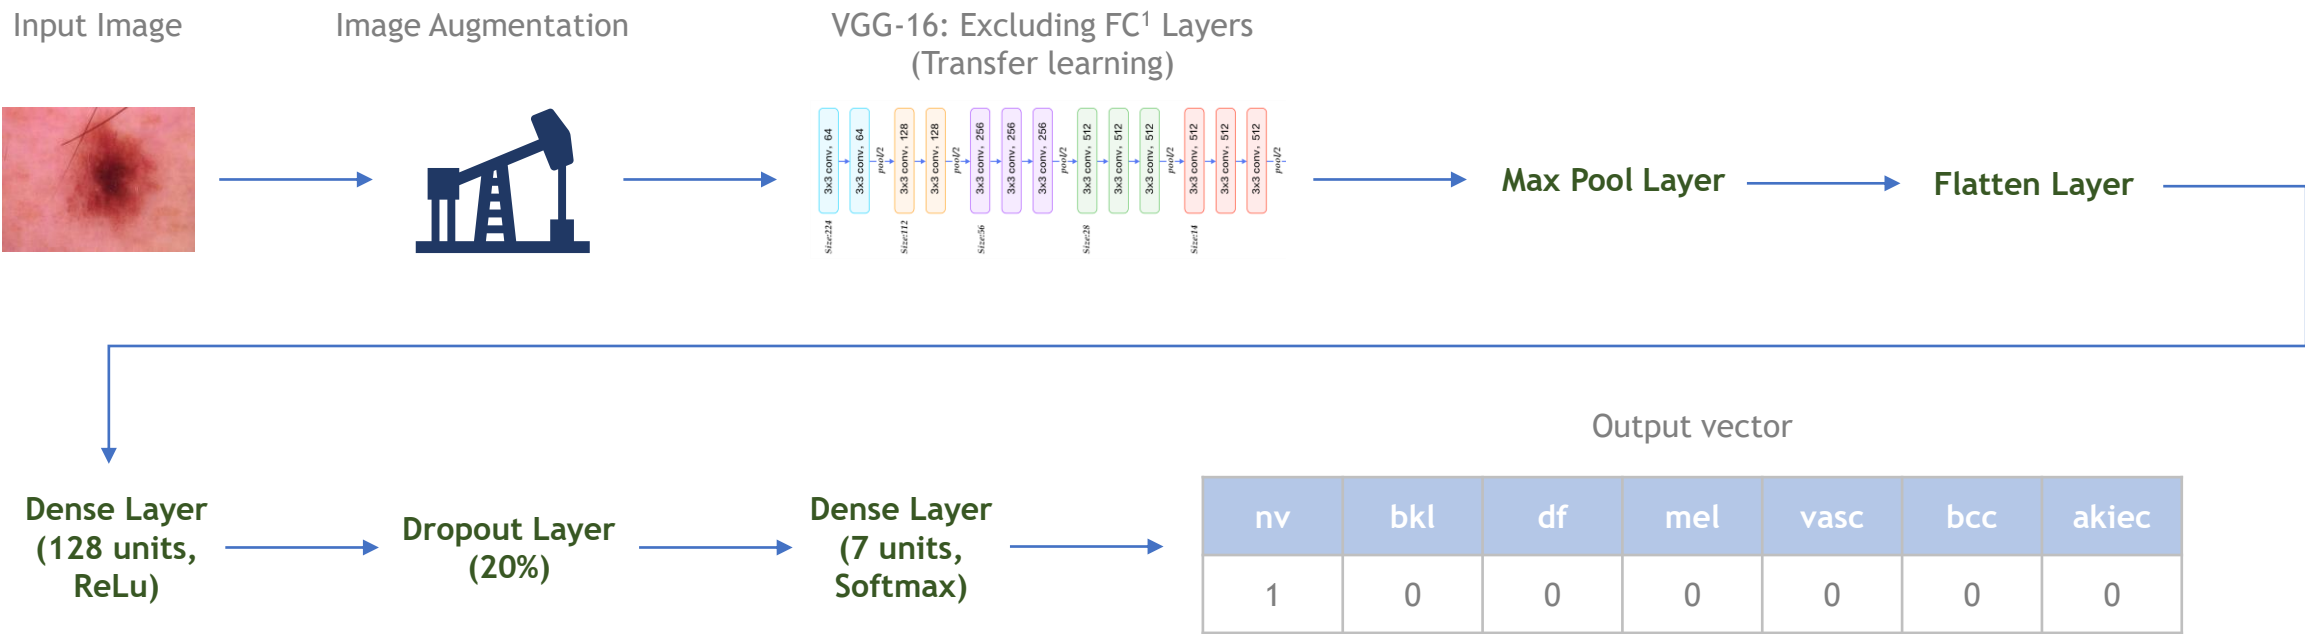 Input Image
Image Augmentation
VGG-16: Excluding FC¹ Layers
(Transfer learning)
3x3 conv, 64
3x3 conv, 64
pool/2
3x3 conv, 128
3x3 conv, 128
pool/2
3x3 conv, 256
3x3 conv, 256
3x3 conv, 256
pool/2
3x3 conv, 512
3x3 conv, 512
3x3 conv, 512
pool/2
3x3 conv, 512
3x3 conv, 512
3x3 conv, 512
pool/2
Size:224
Size:112
Size:56
Size:28
Size:14
Max Pool Layer
Flatten Layer
Dense Layer
(128 units,
ReLu)
Dropout Layer
(20%)
Dense Layer
(7 units,
Softmax)
Output vector
nv bkl df mel vasc bcc akiec
1 0 0 0 0 0 0